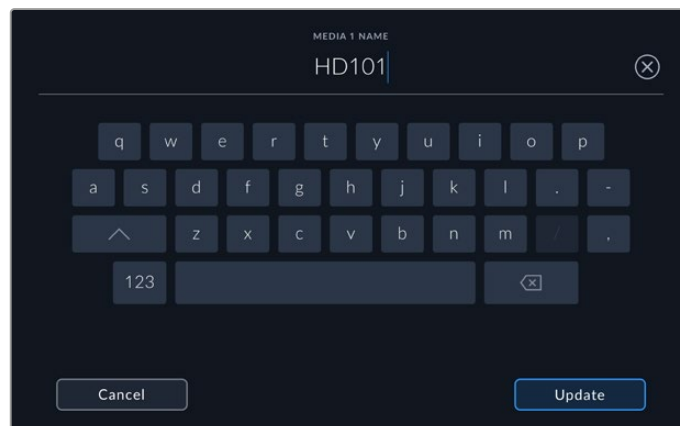 MEDIA 1 NAME
HD101
q w e r t y u i o p
a s d f g h j k l . -
z x c v b n m / ,
123
Cancel Update